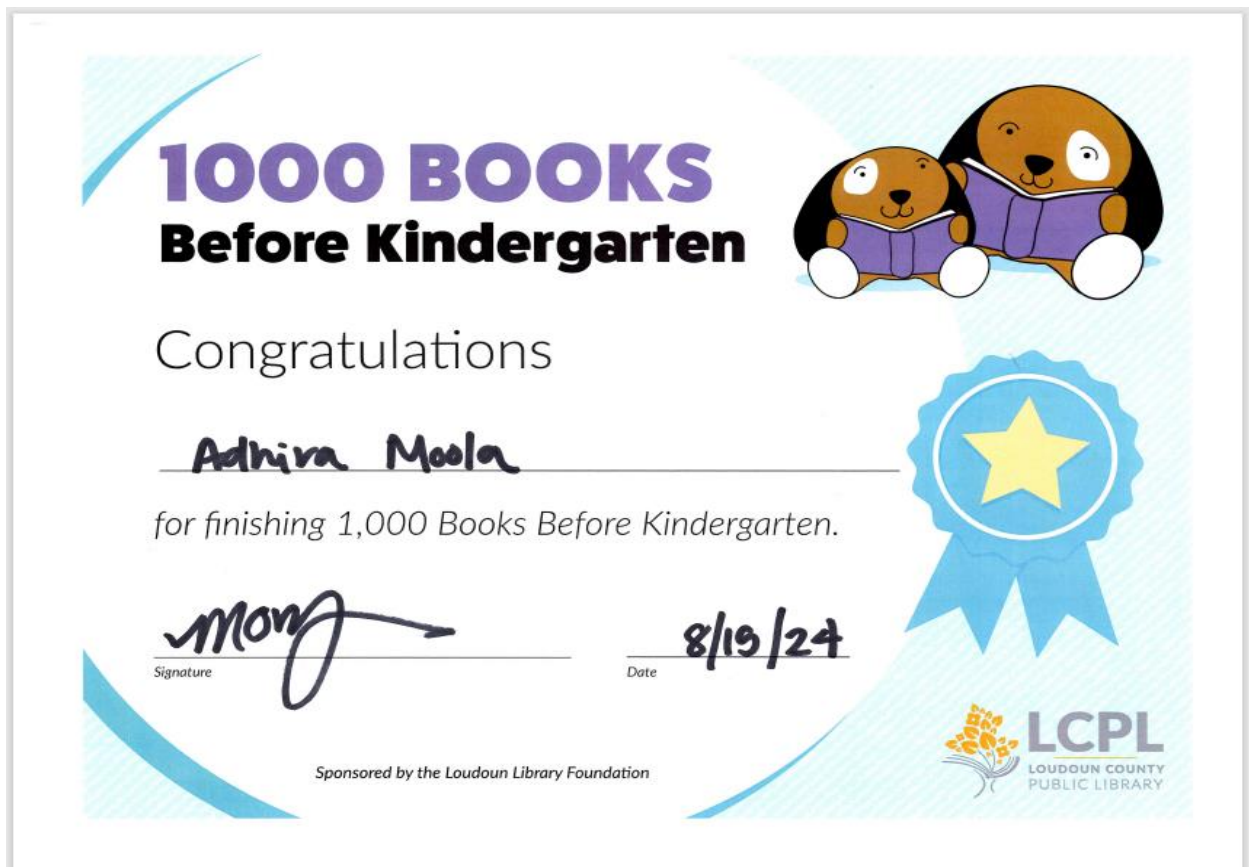 1000 BOOKS
Before Kindergarten
Congratulations
Adhira Moola
for finishing 1,000 Books Before Kindergarten.
Signature
8/19/24
Date
Sponsored by the Loudoun Library Foundation
LCPL
LOUDOUN COUNTY
PUBLIC LIBRARY